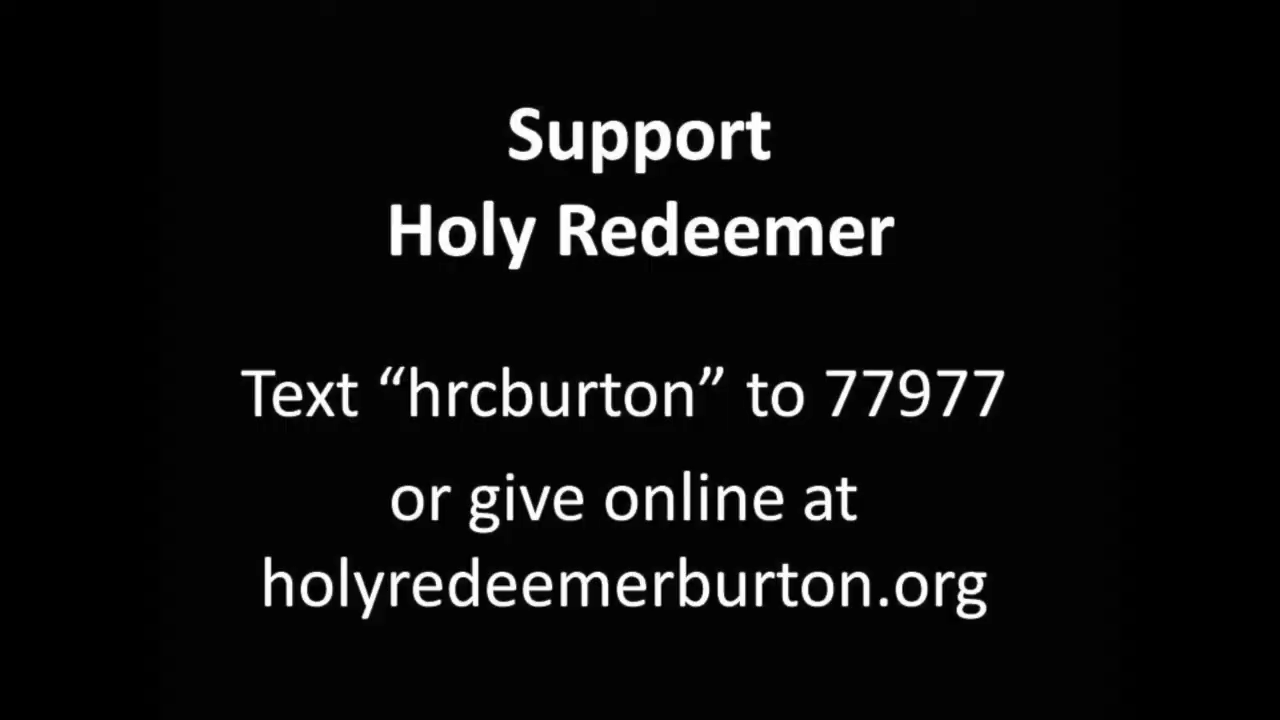 Support
Holy Redeemer
Text “hrcburton” to 77977
or give online at
holyredeemerburton.org